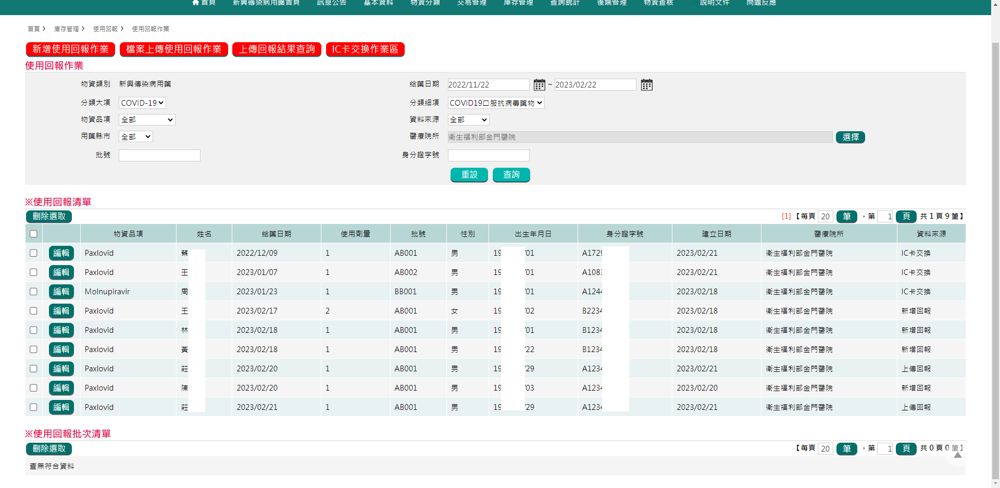 首頁 新興傳染病用藥首頁 訊息公告 基本資料 物資分類 交易管理 庫存管理 查詢統計 後端管理 物資查核 說明文件 問題反應
首頁 庫存管理 使用回報 使用回報作業
新增使用回報作業 檔案上傳使用回報作業 上傳回報結果查詢 IC卡交換作業區
使用回報作業
物資類別 新興傳染病用藥 給藥日期 2022/11/22 ~ 2023/02/22
分類大項 COVID-19 分類細項 COVID19口服抗病毒藥物
物資品項 全部 資料來源 全部
用藥縣市 全部 醫療院所 衛生福利部金門醫院 選擇
批號 身分證字號
重設 查詢
※使用回報清單
刪除選取 [1] 【每頁 20 筆 ，第 1 頁 共 1 頁 9 筆】
物資品項 姓名 給藥日期 使用劑量 批號 性別 出生年月日 身分證字號 建立日期 醫療院所 資料來源
編輯 Paxlovid 蔡 2022/12/09 1 AB001 男 19 /01 A1729 2023/02/21 衛生福利部金門醫院 IC卡交換
編輯 Paxlovid 王 2023/01/07 1 AB002 男 19 /01 A1083 2023/02/21 衛生福利部金門醫院 IC卡交換
編輯 Molnupiravir 周 2023/01/23 1 BB001 男 19 /01 A1244 2023/02/18 衛生福利部金門醫院 IC卡交換
編輯 Paxlovid 王 2023/02/17 2 AB001 女 19 /02 B2234 2023/02/18 衛生福利部金門醫院 新增回報
編輯 Paxlovid 林 2023/02/18 1 AB001 男 19 /01 B1234 2023/02/18 衛生福利部金門醫院 新增回報
編輯 Paxlovid 黃 2023/02/18 1 AB001 男 19 /22 B1234 2023/02/18 衛生福利部金門醫院 新增回報
編輯 Paxlovid 莊 2023/02/20 1 AB001 男 19 /29 A1234 2023/02/21 衛生福利部金門醫院 上傳回報
編輯 Paxlovid 陳 2023/02/20 1 AB001 男 19 /03 A1234 2023/02/20 衛生福利部金門醫院 新增回報
編輯 Paxlovid 莊 2023/02/21 1 AB001 男 19 /29 A1234 2023/02/21 衛生福利部金門醫院 上傳回報
※使用回報批次清單
刪除選取 【每頁 20 筆 ，第 1 頁 共 0 頁 0 筆】
查無符合資料